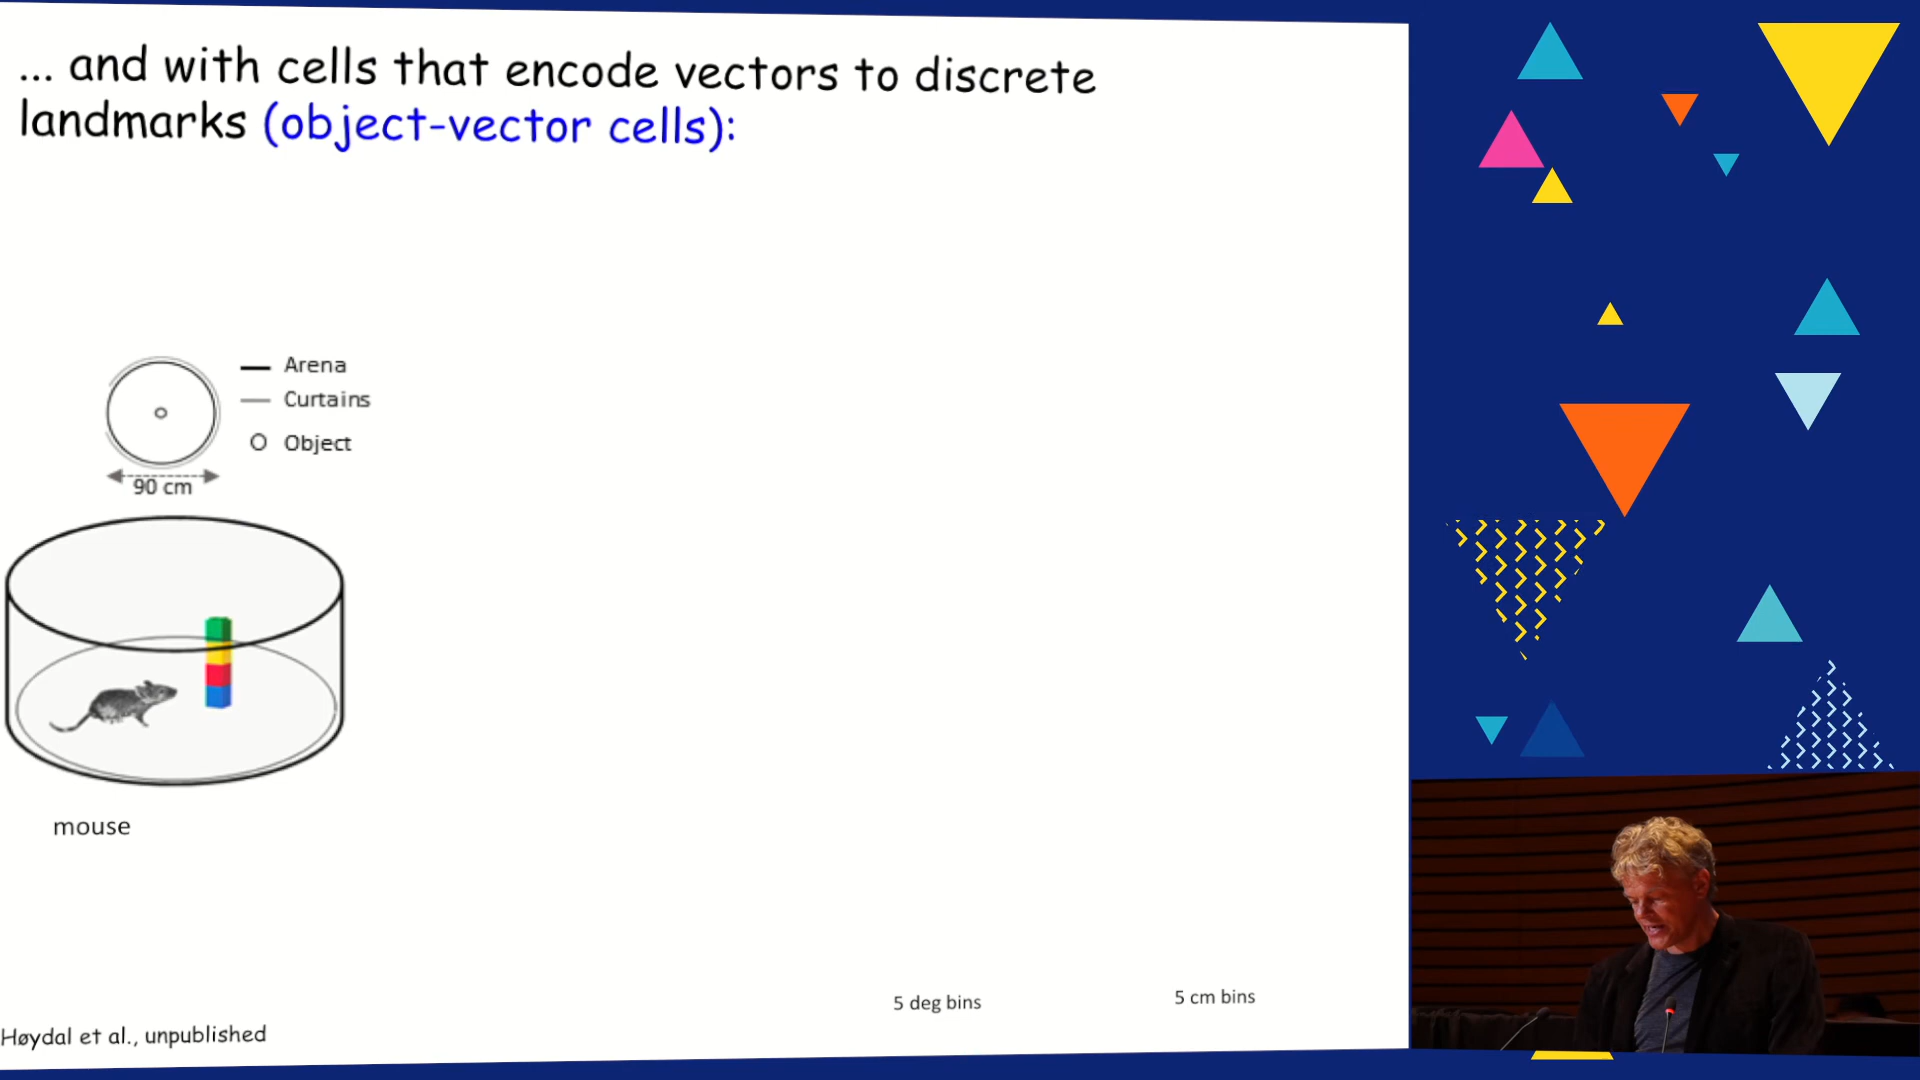 ... and with cells that encode vectors to discrete
landmarks (object-vector cells):
Arena
Curtains
Object
90 cm
mouse
5 deg bins
5 cm bins
Høydal et al., unpublished